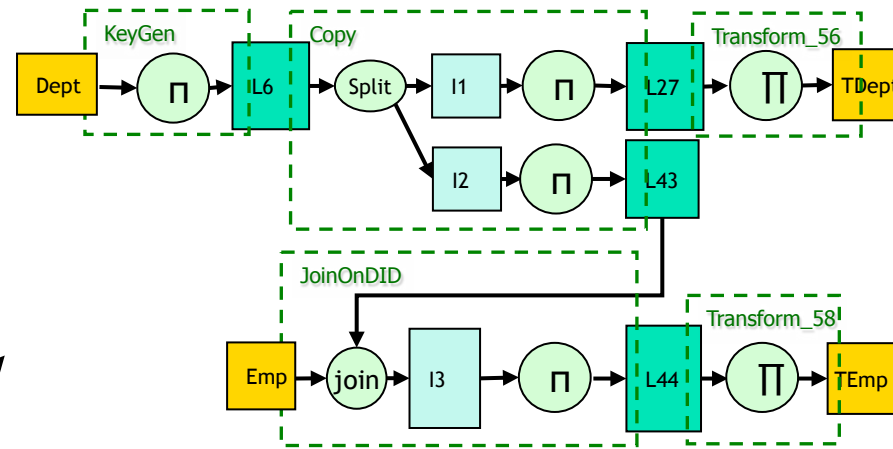 KeyGen
Copy
Transform_56
Dept
П
L6
Split
I1
П
L27
∏
TDept
I2
П
L43
JoinOnDID
Transform_58
Emp
join
I3
П
L44
∏
TEmp